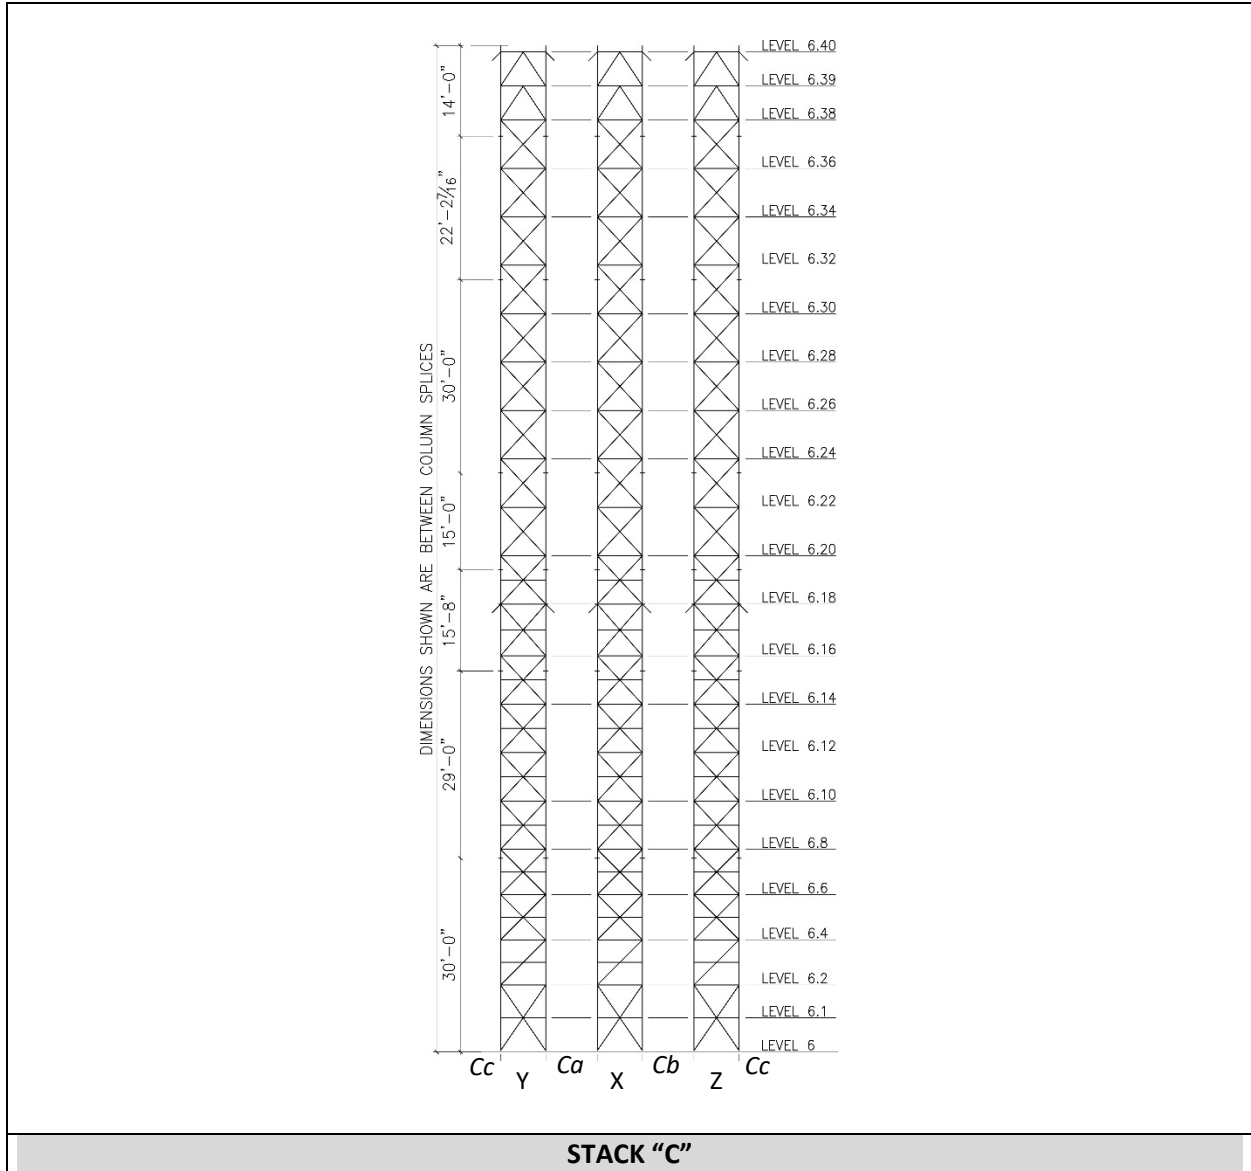 LEVEL 6.40
LEVEL 6.39
LEVEL 6.38
LEVEL 6.36
LEVEL 6.34
LEVEL 6.32
LEVEL 6.30
LEVEL 6.28
LEVEL 6.26
LEVEL 6.24
LEVEL 6.22
LEVEL 6.20
LEVEL 6.18
LEVEL 6.16
LEVEL 6.14
LEVEL 6.12
LEVEL 6.10
LEVEL 6.8
LEVEL 6.6
LEVEL 6.4
LEVEL 6.2
LEVEL 6.1
LEVEL 6
14'-0"
22'-2 7/16"
30'-0"
15'-0"
15'-8"
29'-0"
30'-0"
DIMENSIONS SHOWN ARE BETWEEN COLUMN SPLICES
Cc Y Ca X Cb Z Cc
STACK “C”